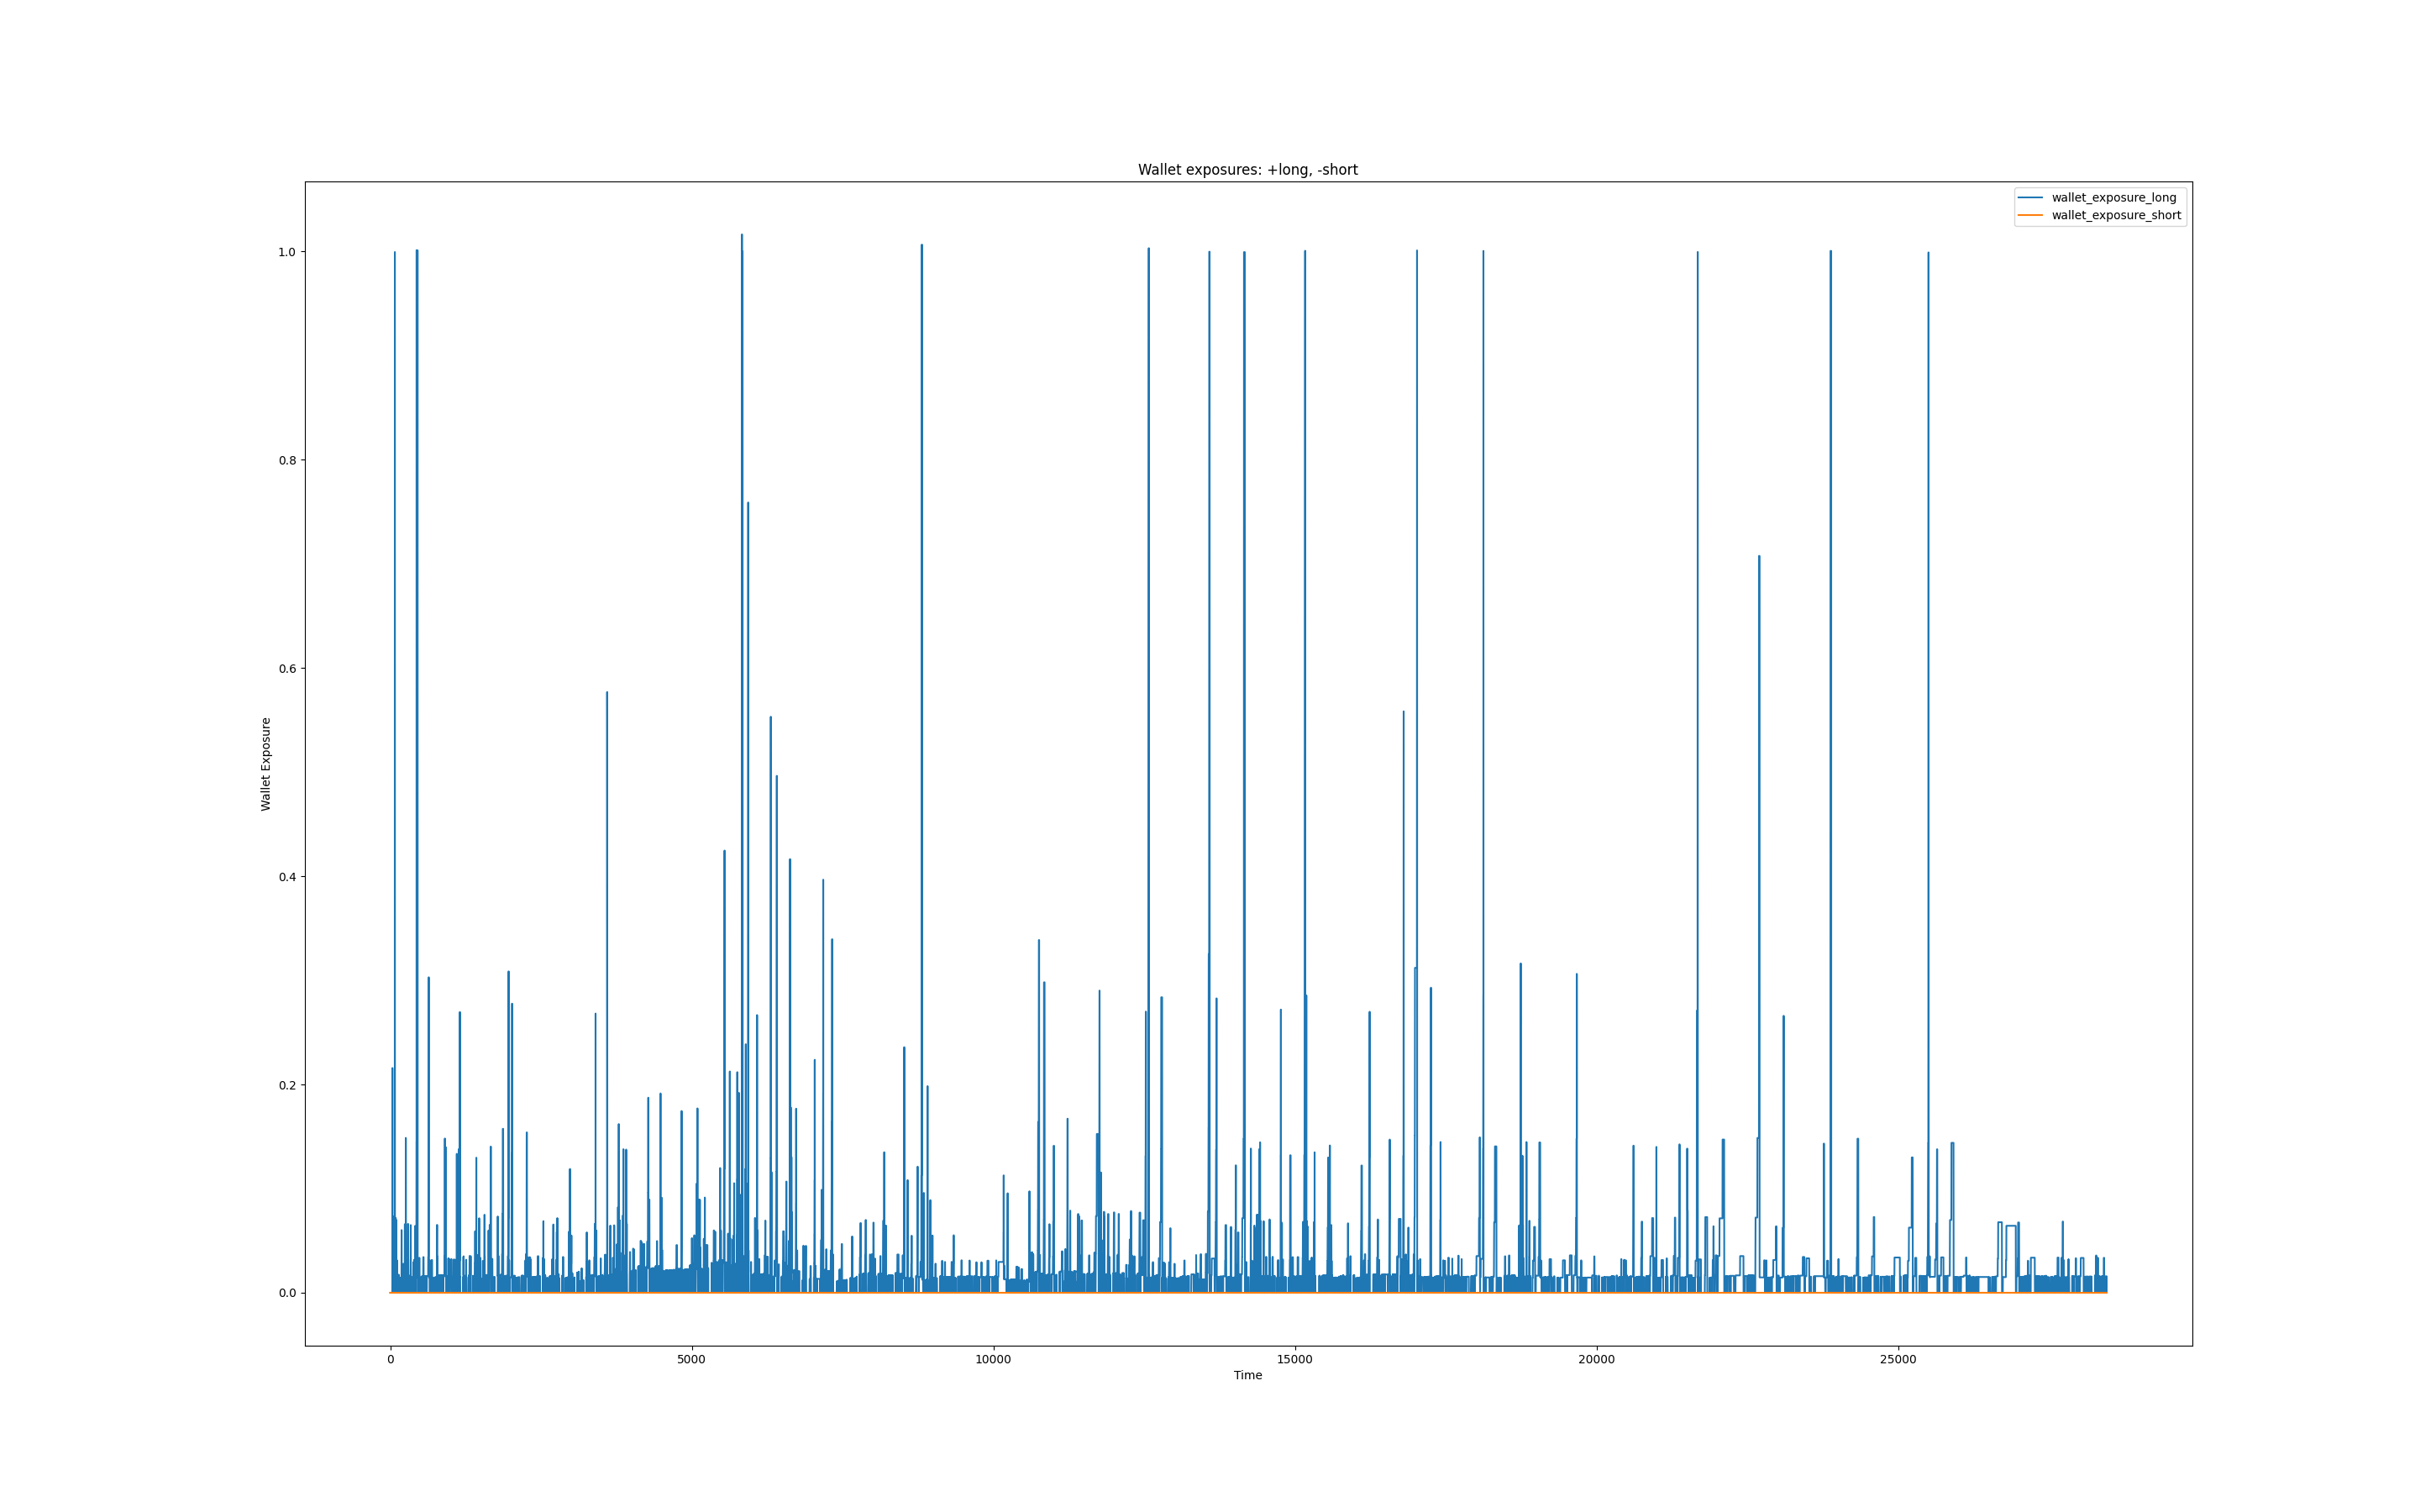 Wallet exposures: +long, -short
wallet_exposure_long
wallet_exposure_short
1.0
0.8
0.6
0.4
0.2
0.0
Wallet Exposure
0 5000 10000 15000 20000 25000
Time